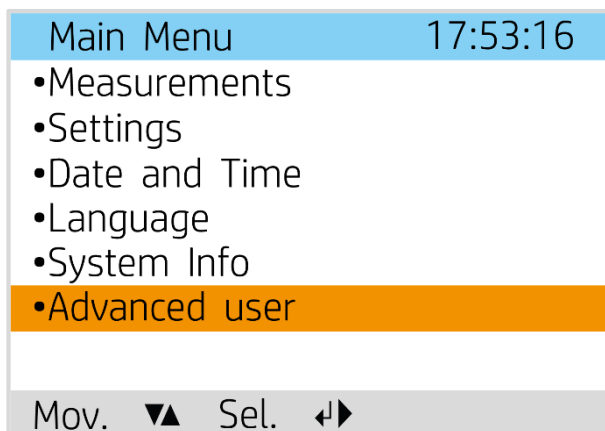 Main Menu 17:53:16
•Measurements
•Settings
•Date and Time
•Language
•System Info
•Advanced user
Mov. ▼▲ Sel. ↲▶